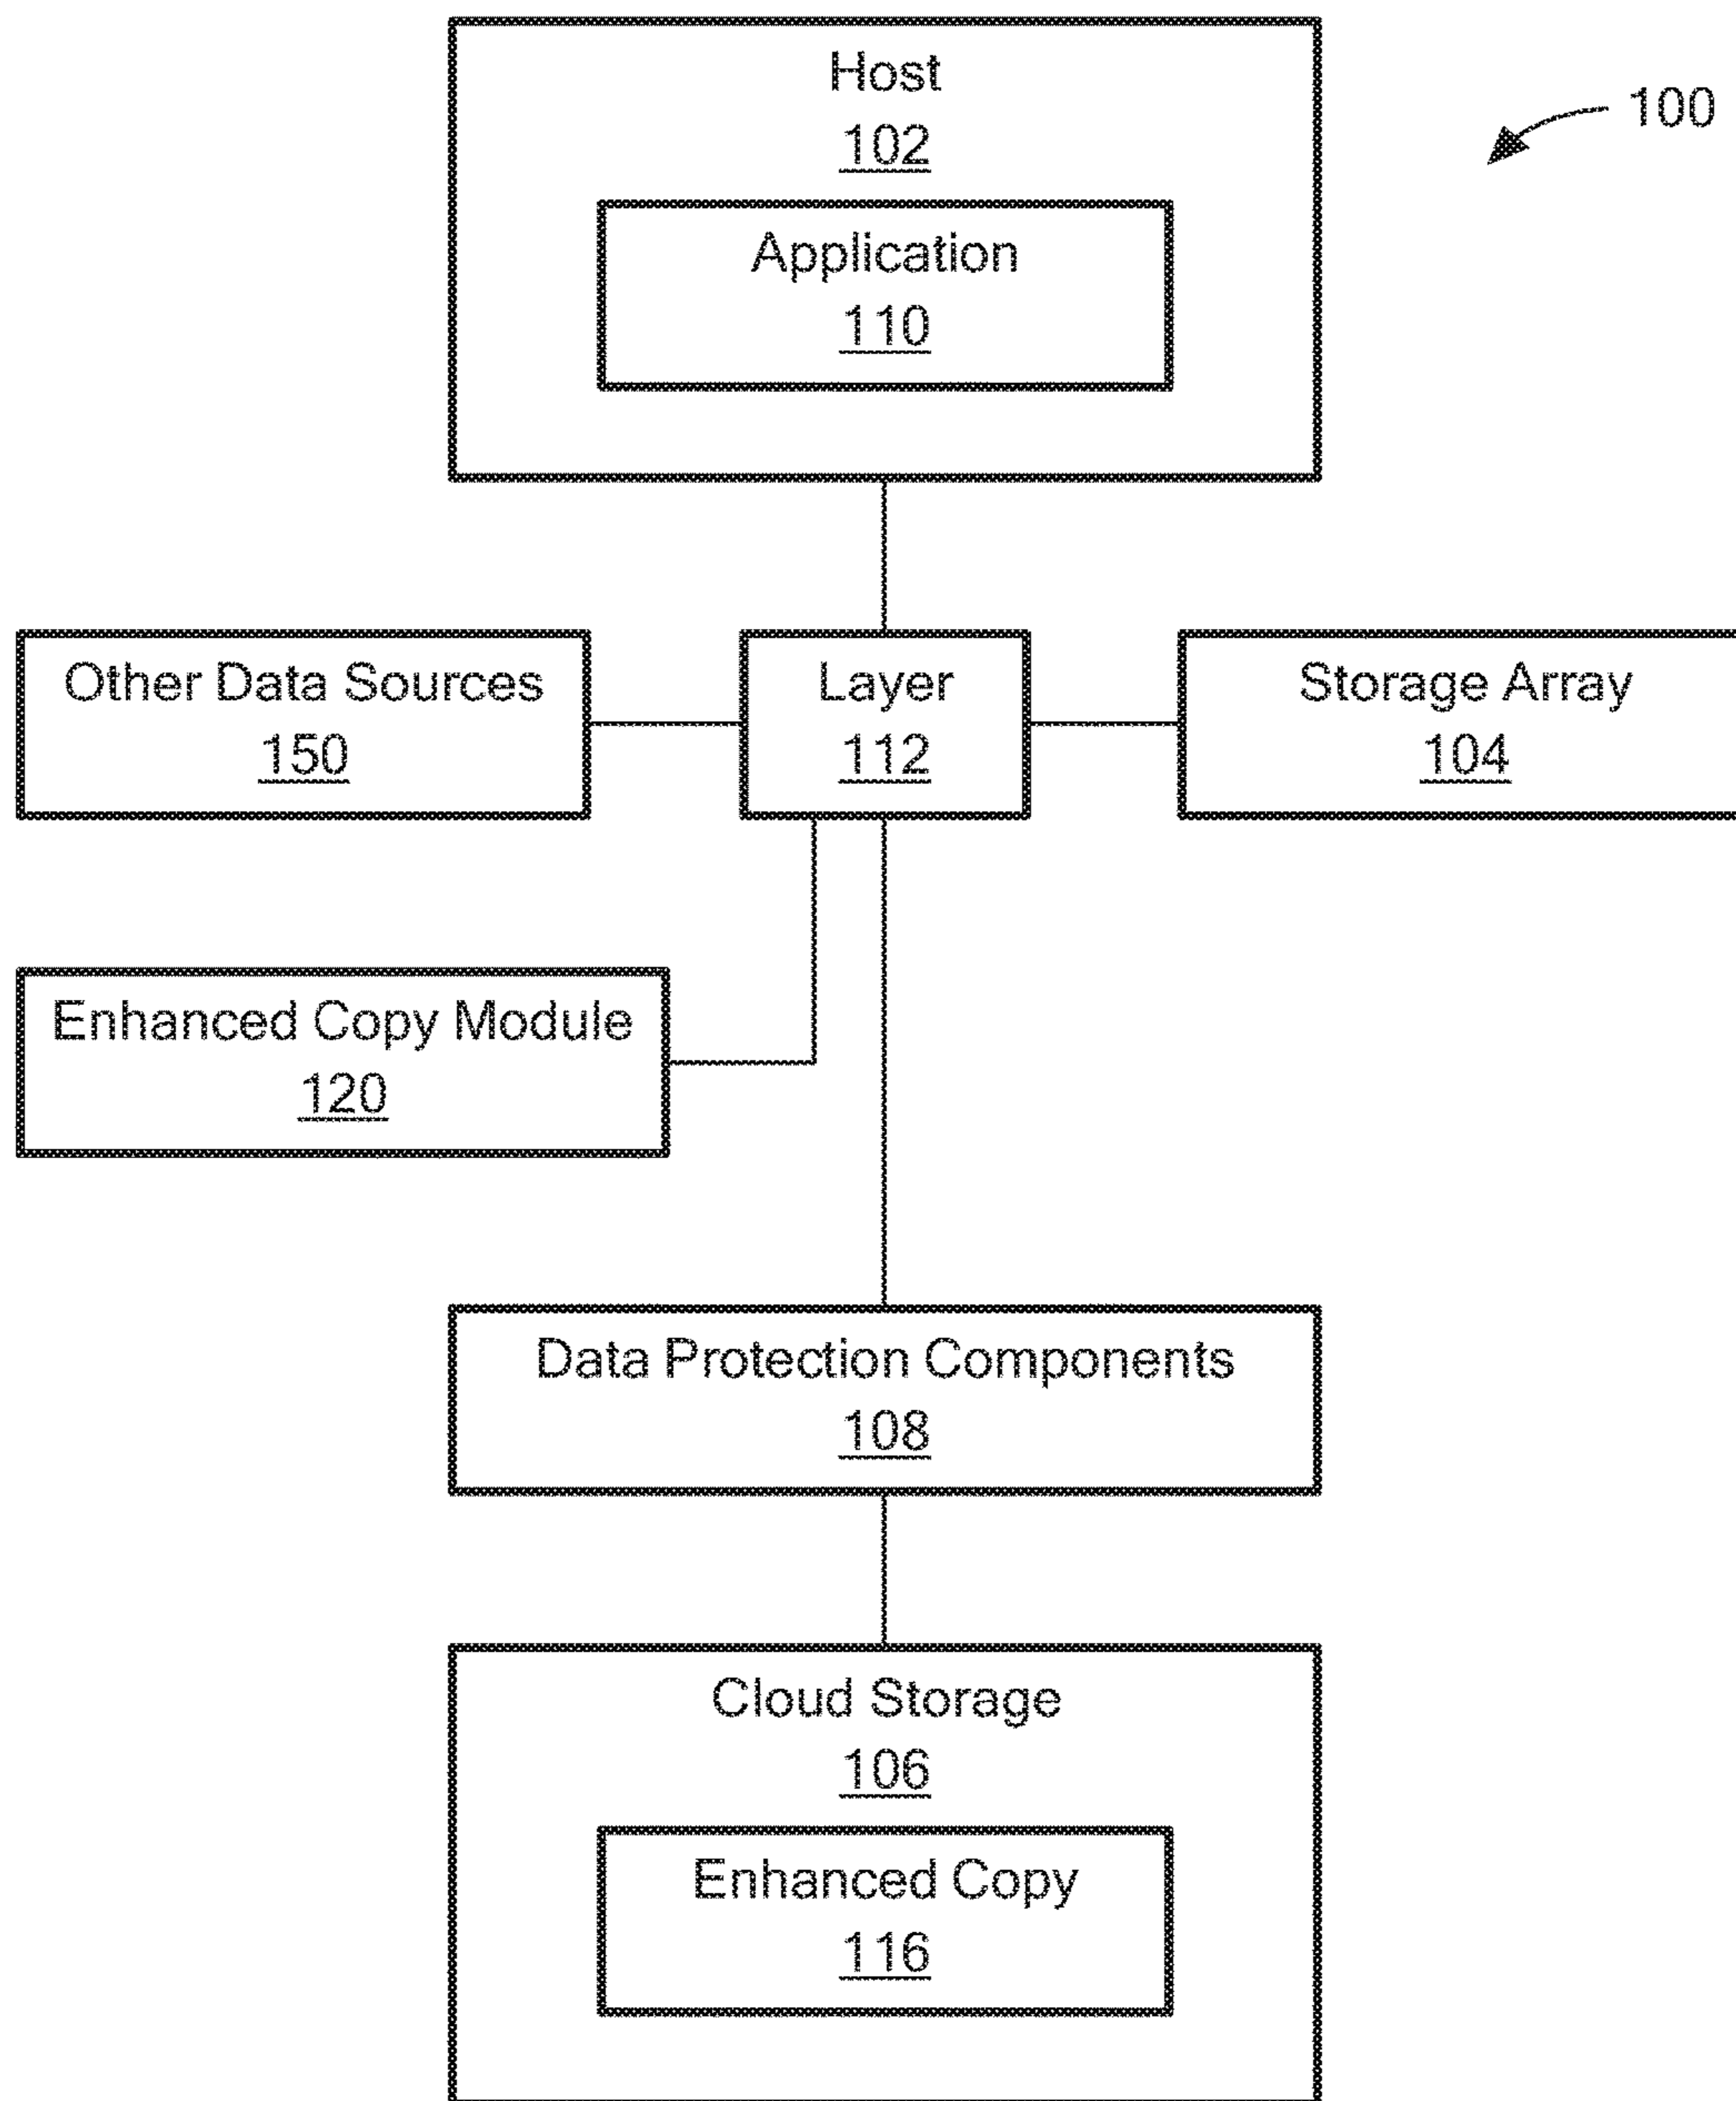 Host
102
100
Application
110
Other Data Sources
150
Layer
112
Storage Array
104
Enhanced Copy Module
120
Data Protection Components
108
Cloud Storage
106
Enhanced Copy
116